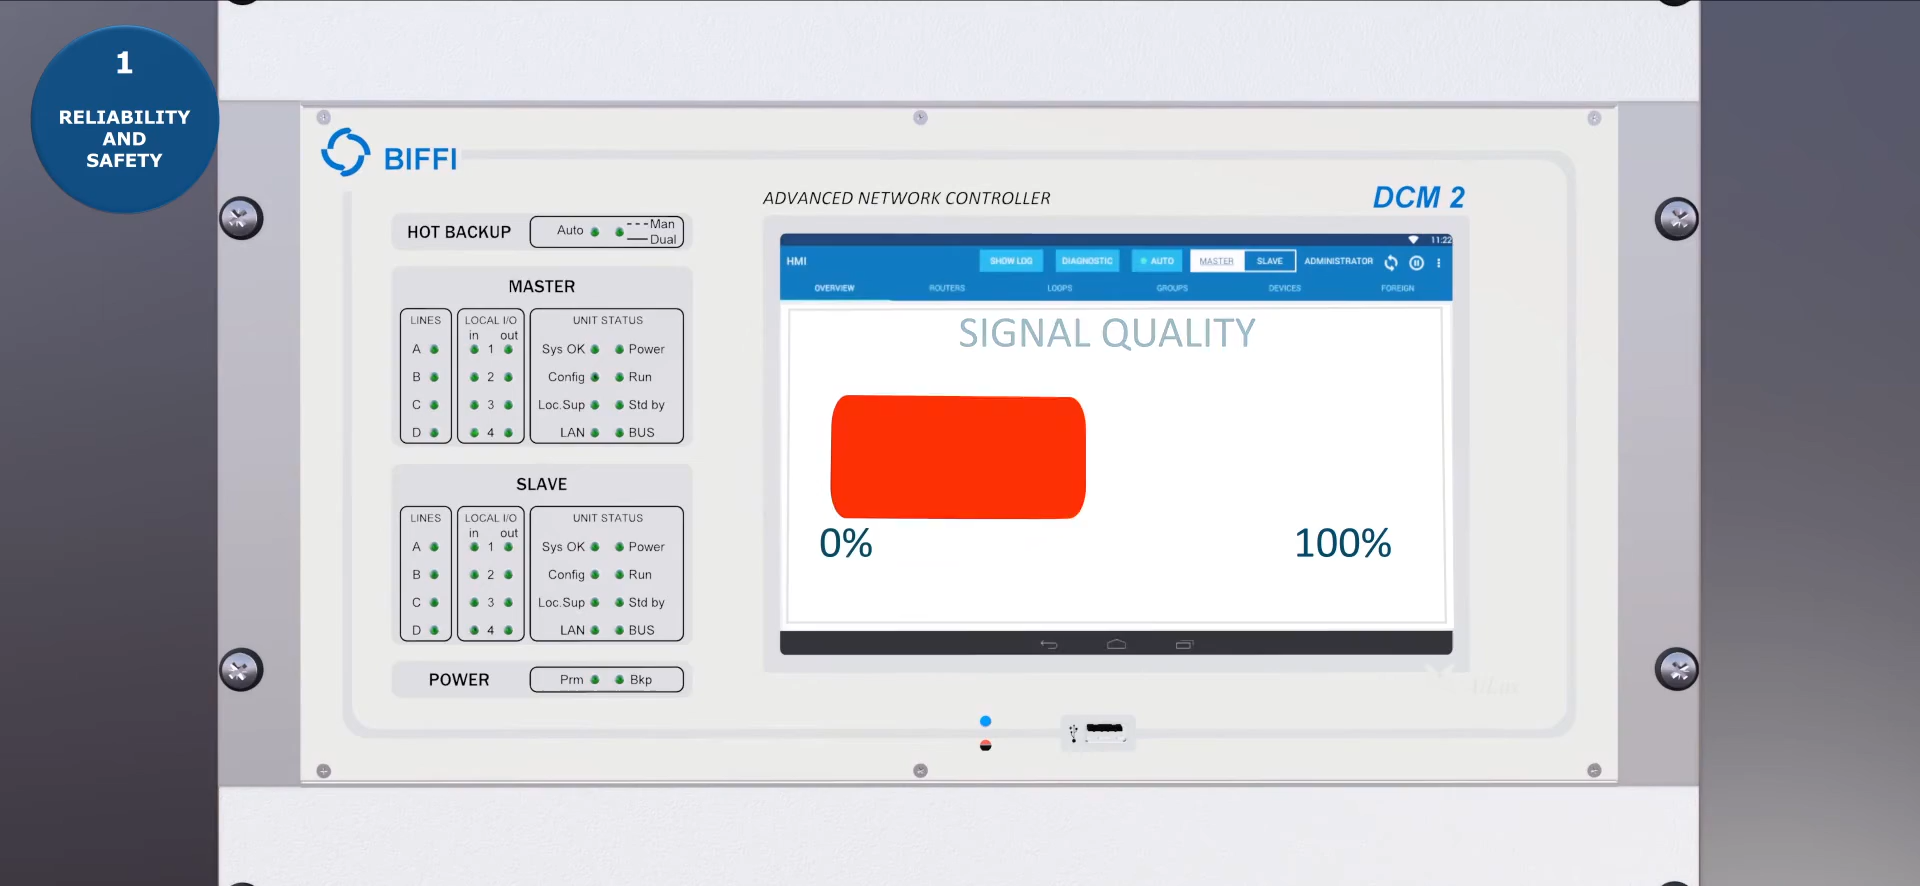 1
RELIABILITY
AND
SAFETY
BIFFI
ADVANCED NETWORK CONTROLLER
DCM 2
HOT BACKUP
Auto
Man
Dual
MASTER
LINES
A
B
C
D
LOCAL I/O
in out
1
2
3
4
UNIT STATUS
Sys OK Power
Config Run
Loc.Sup Std by
LAN BUS
SLAVE
LINES
A
B
C
D
LOCAL I/O
in out
1
2
3
4
UNIT STATUS
Sys OK Power
Config Run
Loc.Sup Std by
LAN BUS
POWER
Prm Bkp
11:22
HMI SHOW LOG DIAGNOSTIC AUTO MASTER SLAVE ADMINISTRATOR
OVERVIEW ROUTERS LOOPS GROUPS DEVICES FOREIGN
SIGNAL QUALITY
0% 100%